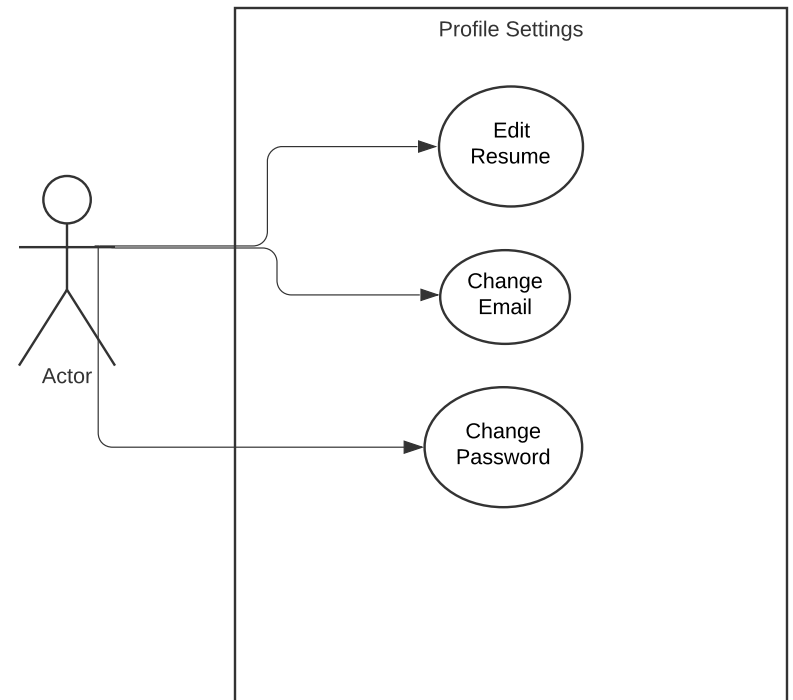 Profile Settings
Edit
Resume
Change
Email
Actor
Change
Password